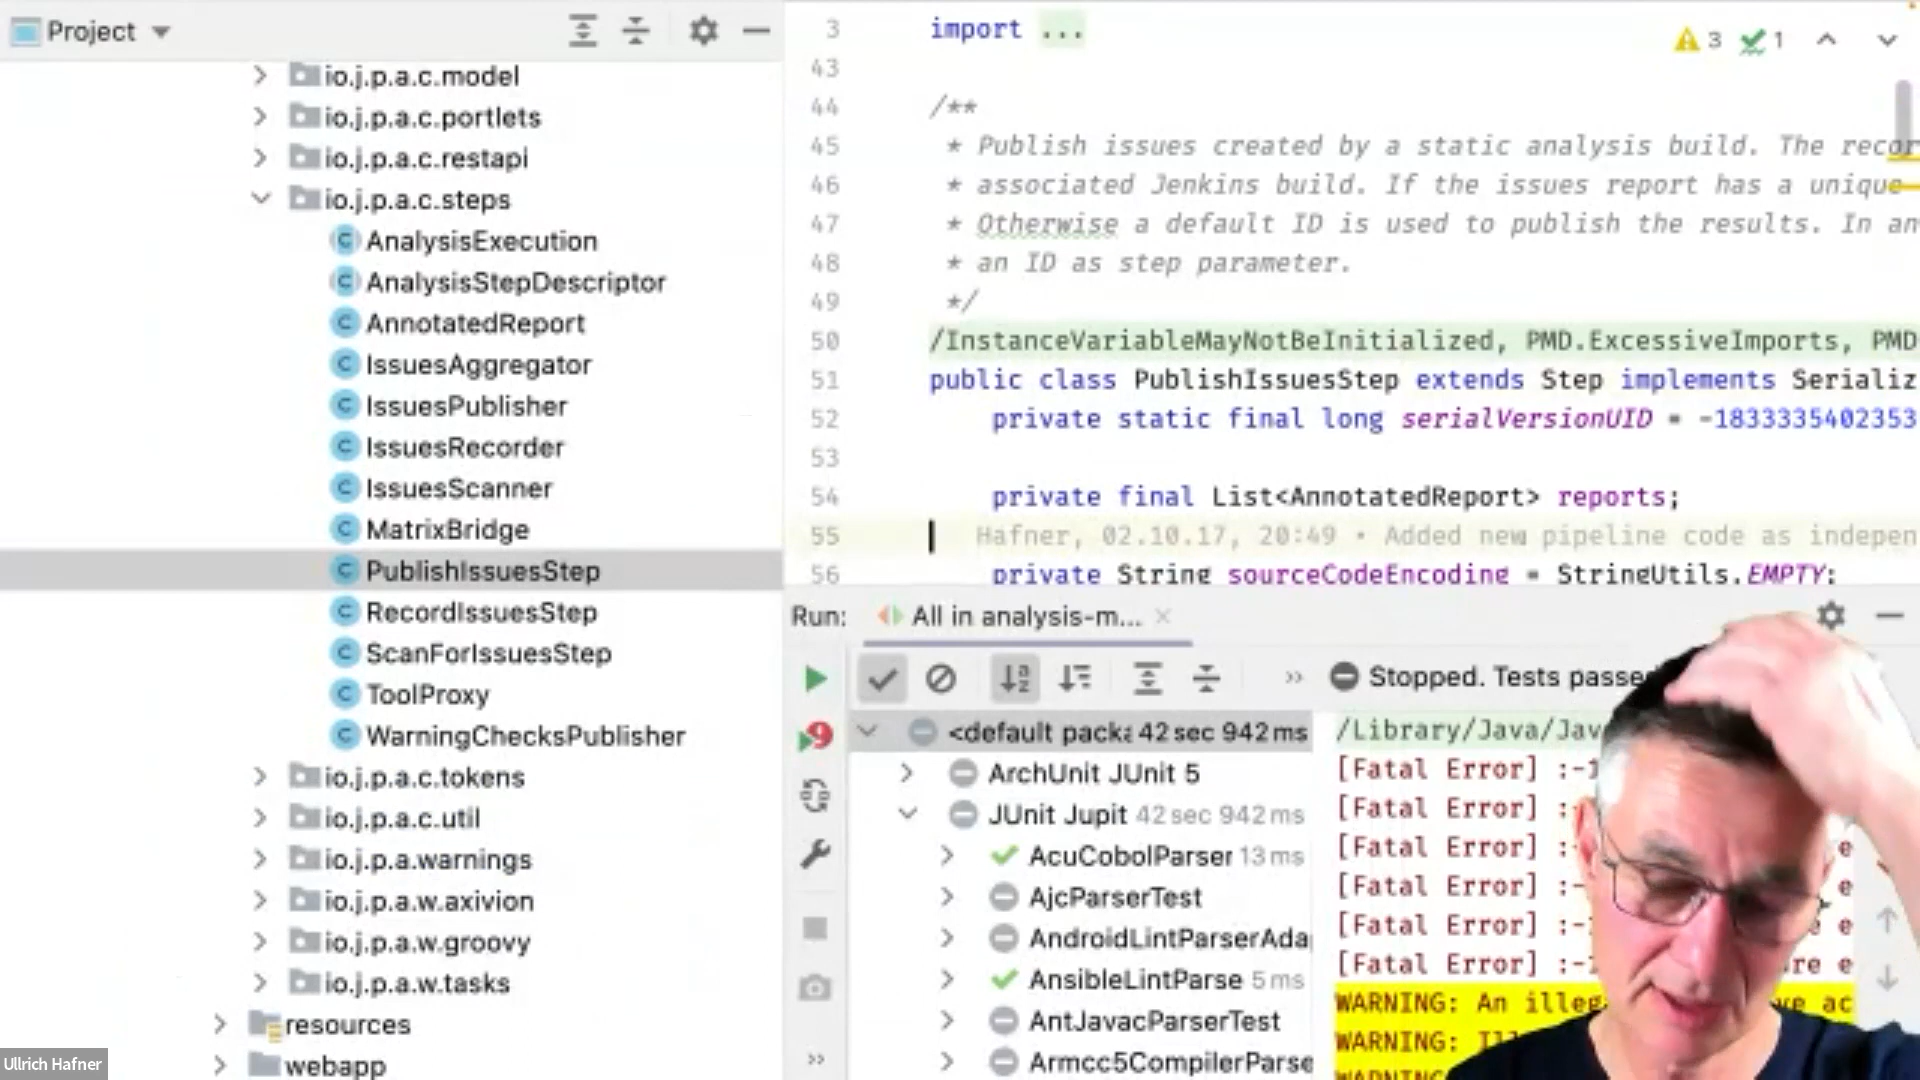 Project
io.j.p.a.c.model
io.j.p.a.c.portlets
io.j.p.a.c.restapi
io.j.p.a.c.steps
AnalysisExecution
AnalysisStepDescriptor
AnnotatedReport
IssuesAggregator
IssuesPublisher
IssuesRecorder
IssuesScanner
MatrixBridge
PublishIssuesStep
RecordIssuesStep
ScanForIssuesStep
ToolProxy
WarningChecksPublisher
io.j.p.a.c.tokens
io.j.p.a.c.util
io.j.p.a.warnings
io.j.p.a.w.axivion
io.j.p.a.w.groovy
io.j.p.a.w.tasks
resources
webapp
Ullrich Hafner
3 import ...
3 1
43
44 /**
45 * Publish issues created by a static analysis build. The recor
46 * associated Jenkins build. If the issues report has a unique
47 * Otherwise a default ID is used to publish the results. In an
48 * an ID as step parameter.
49 */
50 /InstanceVariableMayNotBeInitialized, PMD.ExcessiveImports, PMD
51 public class PublishIssuesStep extends Step implements Serializ
52 private static final long serialVersionUID = -1833335402353
53
54 private final List<AnnotatedReport> reports;
55 Hafner, 02.10.17, 20:49 • Added new pipeline code as indepen
56 private String sourceCodeEncoding = StringUtils.EMPTY;
Run: All in analysis-m...
Stopped. Tests passe
<default packa 42 sec 942 ms
ArchUnit JUnit 5
JUnit Jupit 42 sec 942 ms
AcuCobolParser 13 ms
AjcParserTest
AndroidLintParserAda
AnsibleLintParse 5 ms
AntJavacParserTest
Armcc5CompilerParse
/Library/Java/Jav
[Fatal Error] :-1
[Fatal Error] :
[Fatal Error] :- e
[Fatal Error] :- e
[Fatal Error] :-1 e
[Fatal Error] :-1 re e
WARNING: An illeg ve ac
WARNING: Il
WARNING